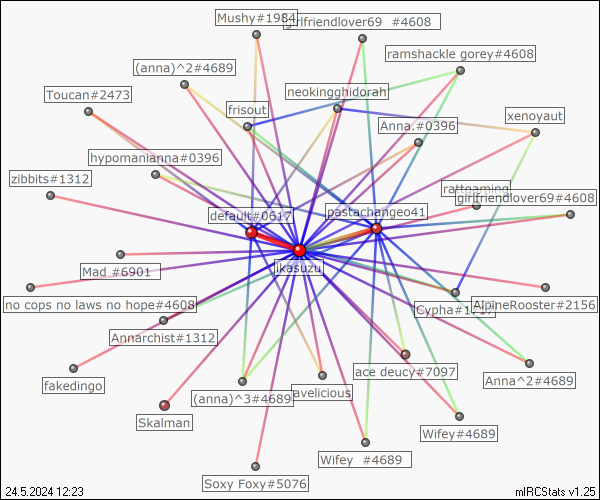 Mushy#1984
girlfriendlover69 #4608
ramshackle gorey#4608
(anna)^2#4689
neokingghidorah
Toucan#2473
frisout
xenoyaut
Anna.#0396
hypomanianna#0396
zibbits#1312
rattgaming
girlfriendlover69#4608
default#0617
pastachangeo41
jikasuzu
Mad #6901
no cops no laws no hope#4608
Cypha#1717
AlpineRooster#2156
Annarchist#1312
fakedingo
ace deucy#7097
Anna^2#4689
(anna)^3#4689
avelicious
Skalman
Wifey#4689
Wifey #4689
Soxy Foxy#5076
24.5.2024 12:23
mIRCStats v1.25